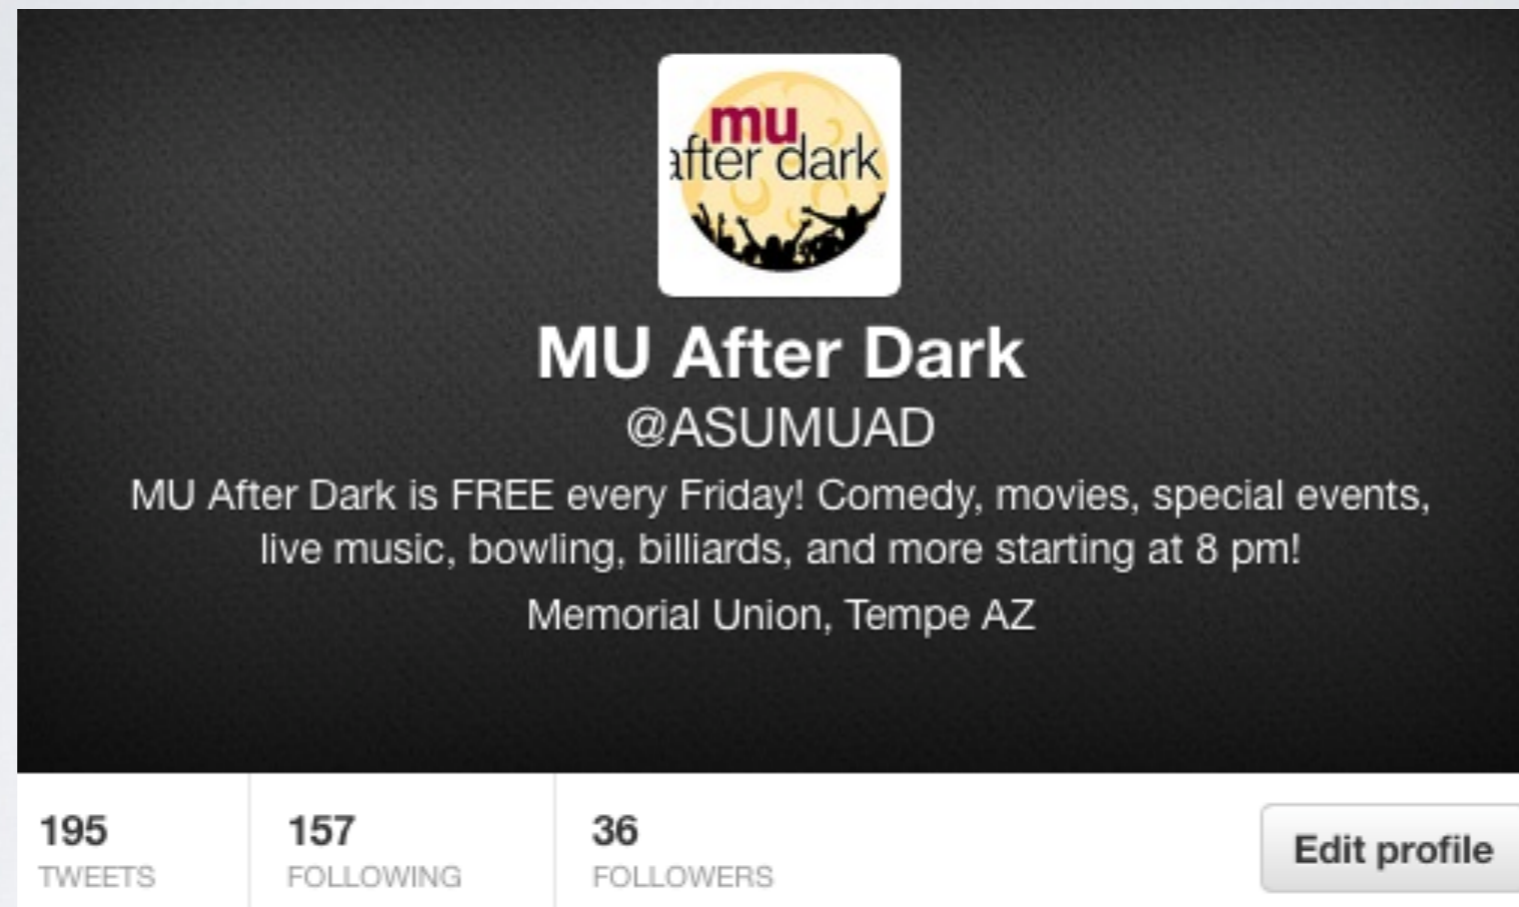 mu
after dark
MU After Dark
@ASUMUAD
MU After Dark is FREE every Friday! Comedy, movies, special events,
live music, bowling, billiards, and more starting at 8 pm!
Memorial Union, Tempe AZ
195 157 36
TWEETS FOLLOWING FOLLOWERS
Edit profile